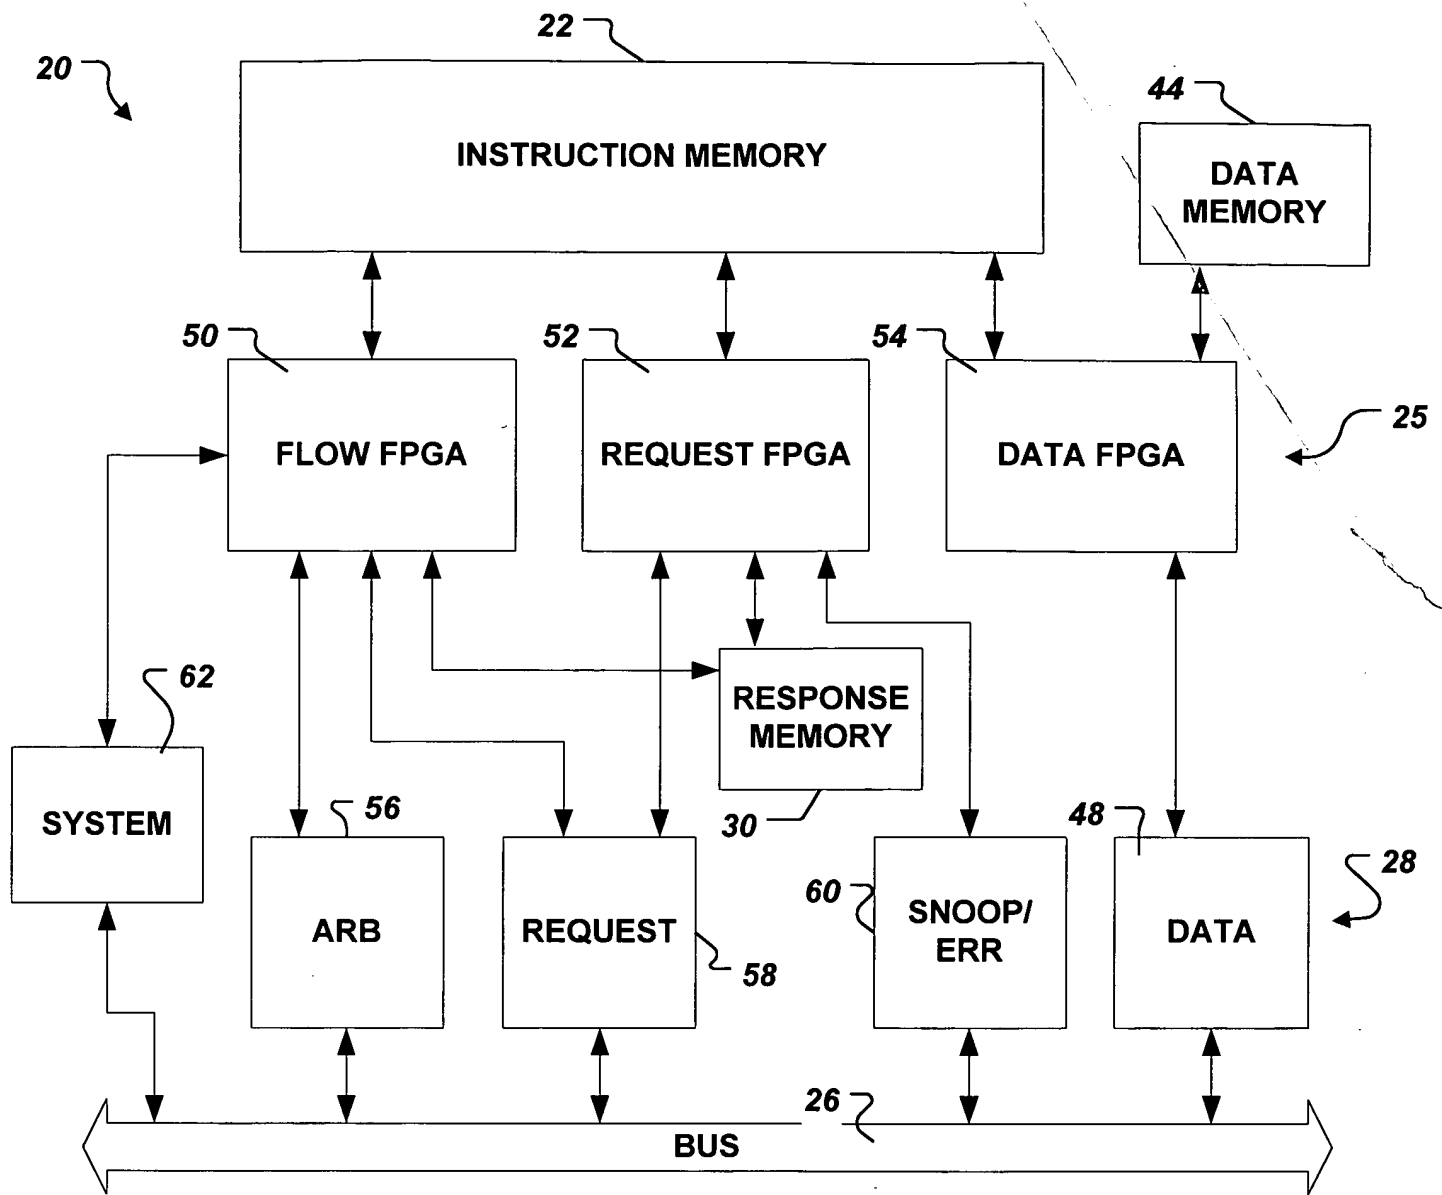 22
20
44
INSTRUCTION MEMORY
DATA
MEMORY
50
52
54
25
FLOW FPGA
REQUEST FPGA
DATA FPGA
62
RESPONSE
MEMORY
SYSTEM
56
30
48
28
60
ARB
REQUEST
SNOOP/
ERR
DATA
58
26
BUS